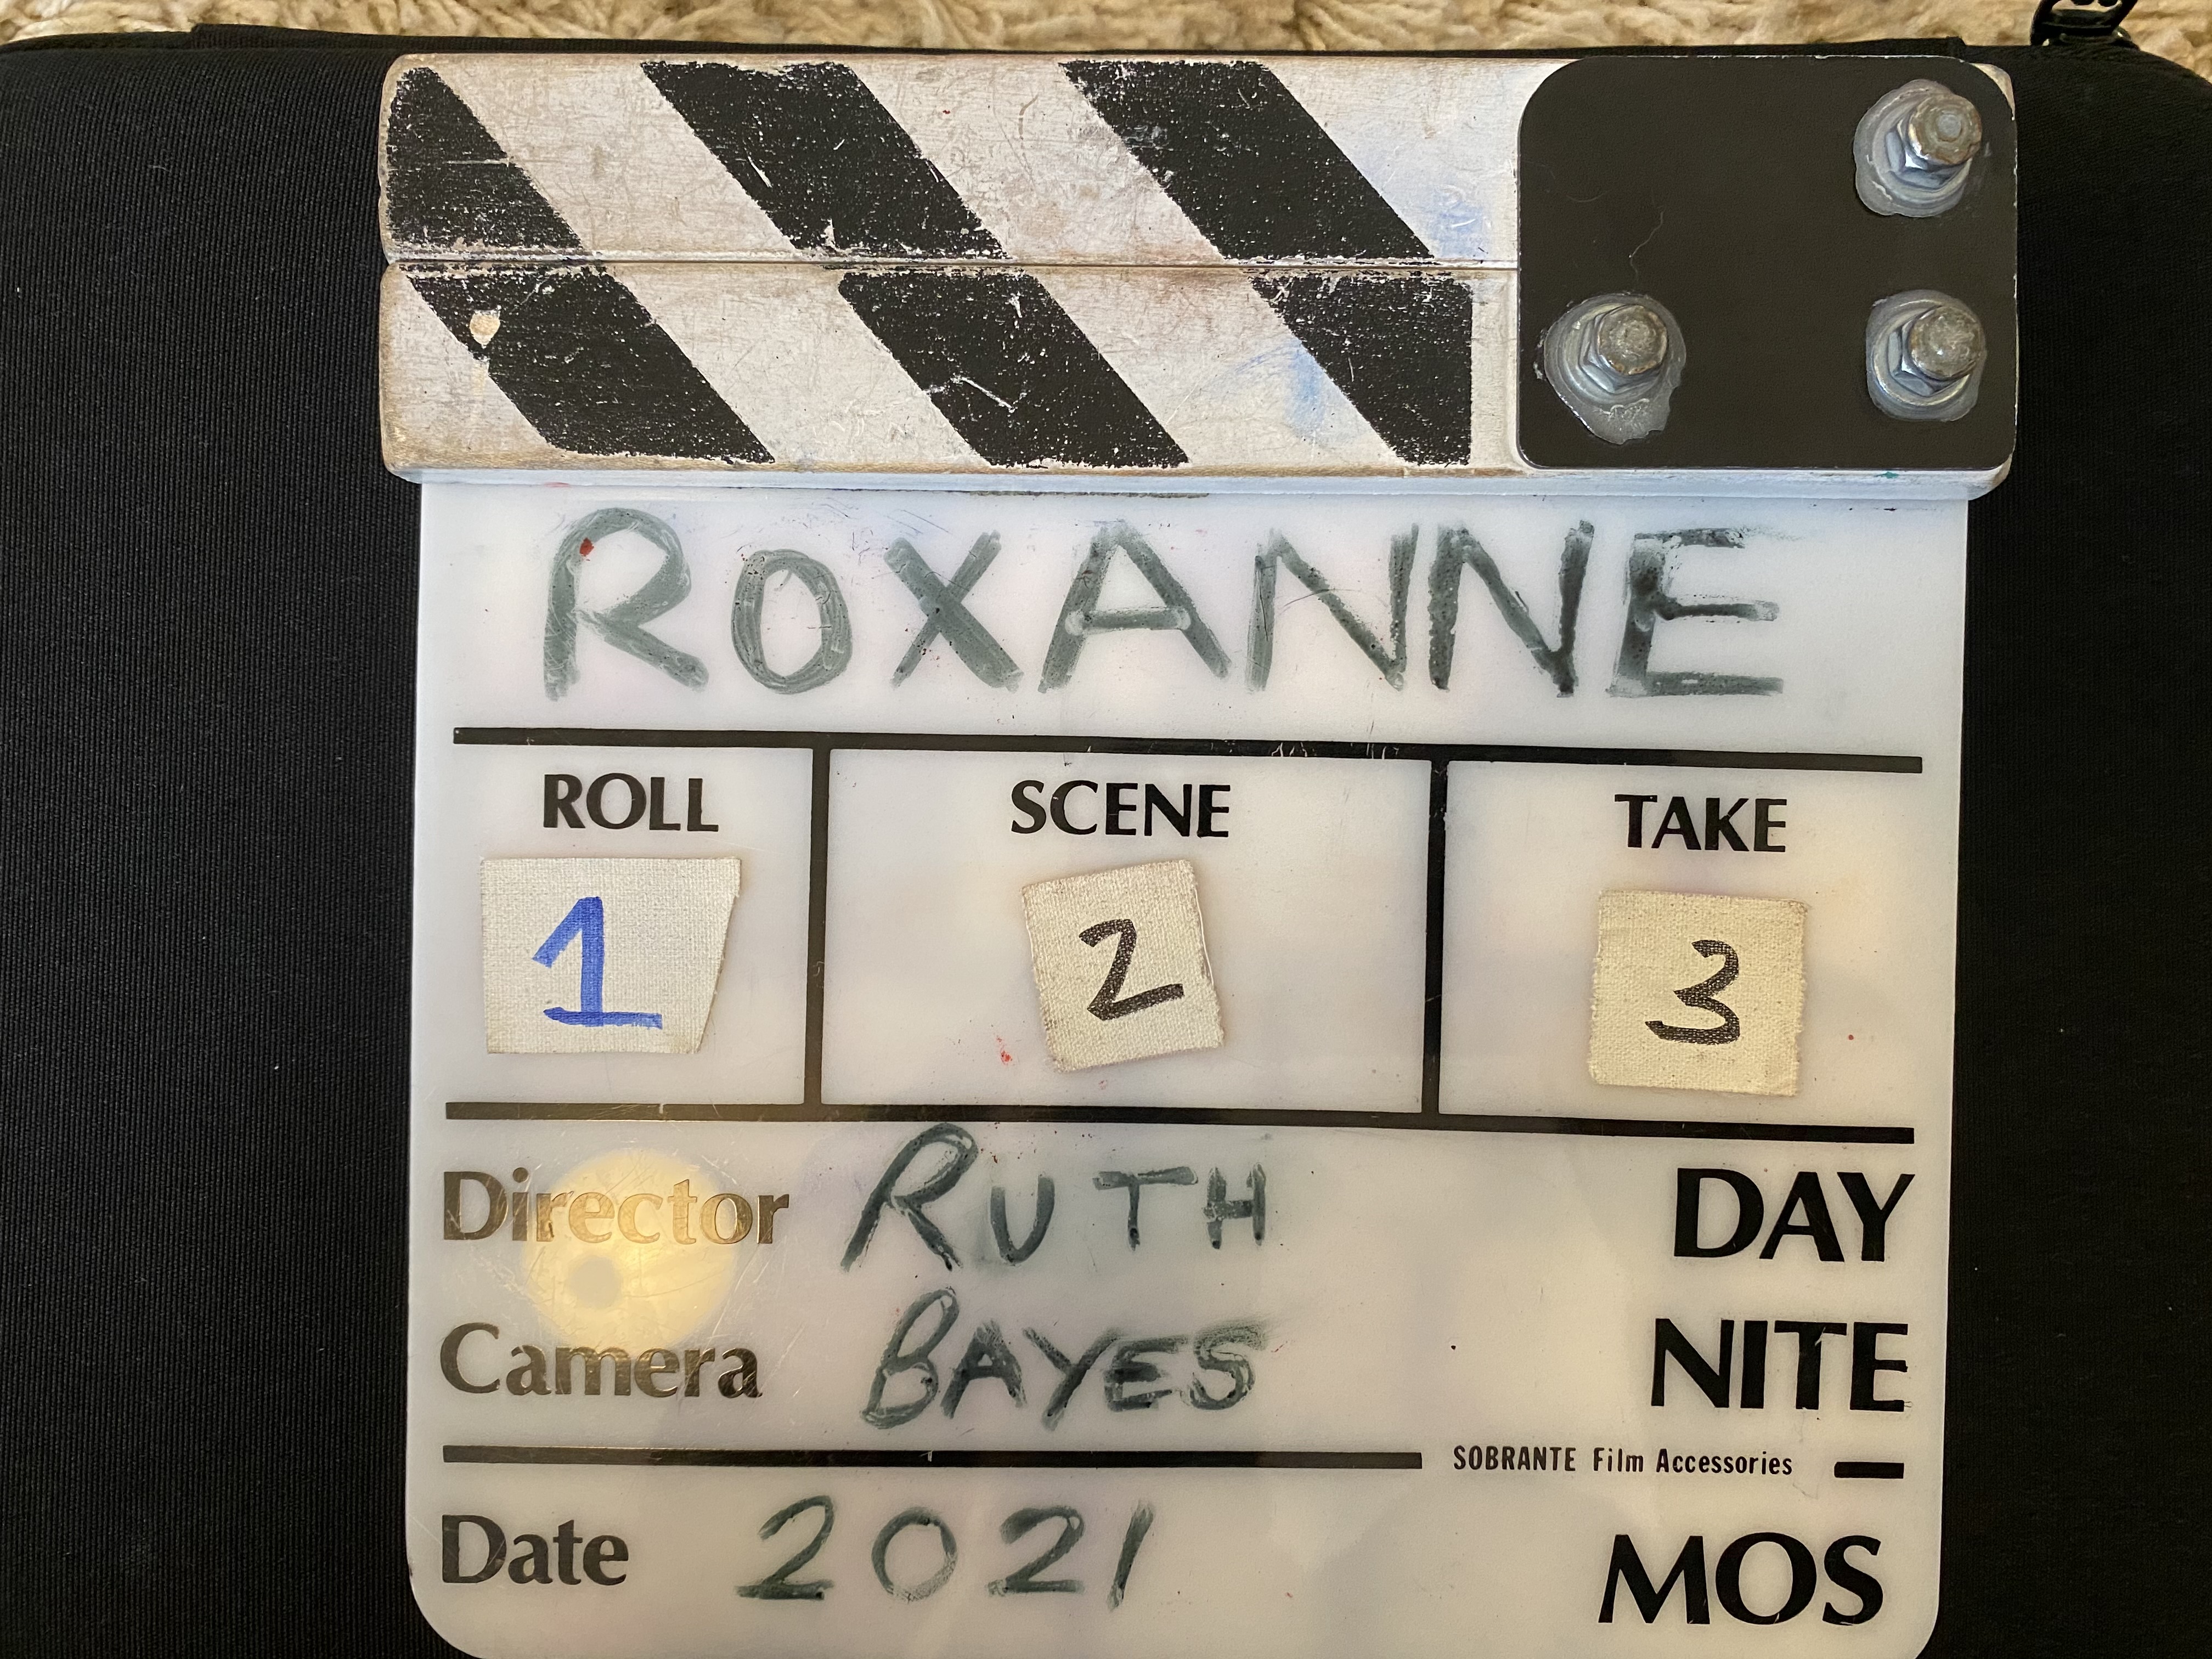 ROXANNE
ROLL SCENE TAKE
1 2 3
Director RUTH DAY
Camera BAYES NITE
SOBRANTE Film Accessories
Date 2021 MOS